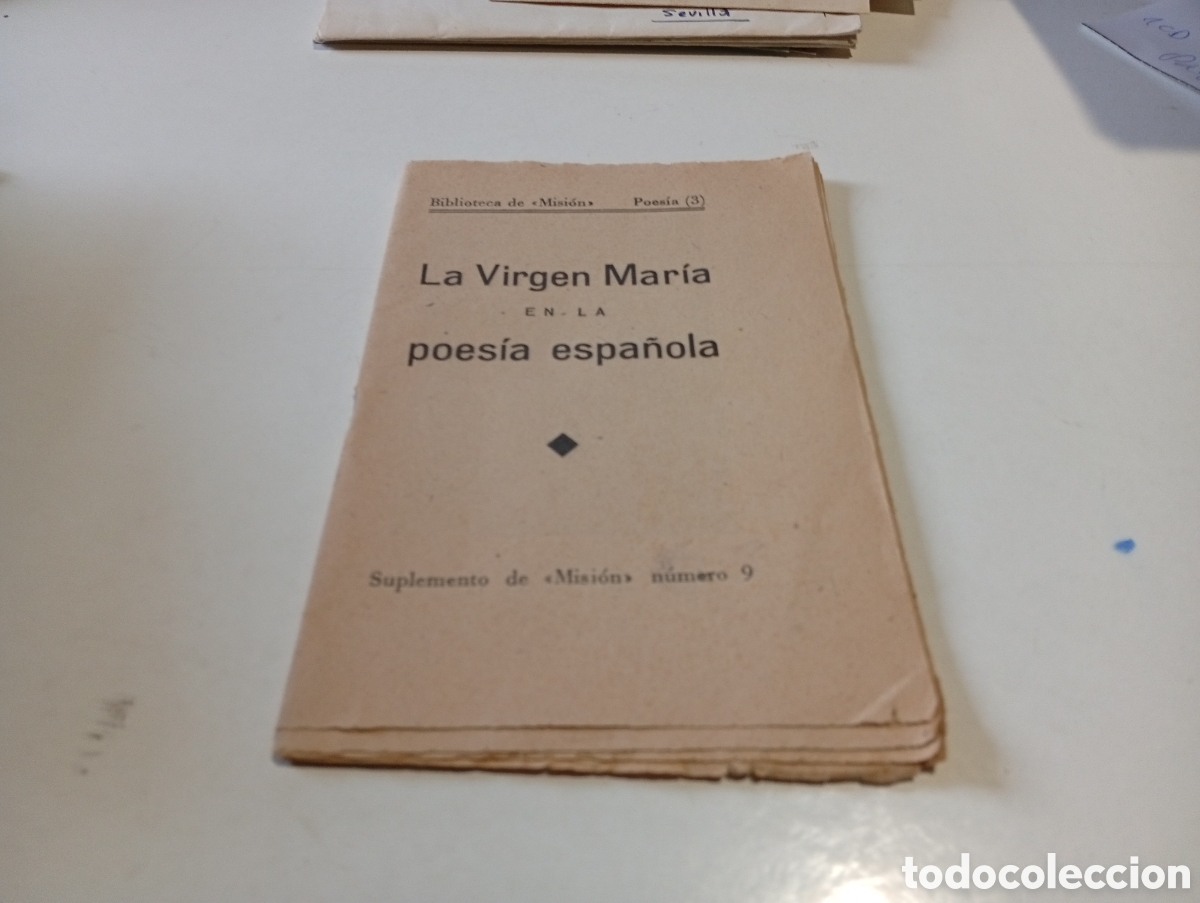 Sevilla
Biblioteca de «Misión» Poesía (3)
La Virgen María
EN LA
poesía española
Suplemento de «Misión» número 9
todocoleccion